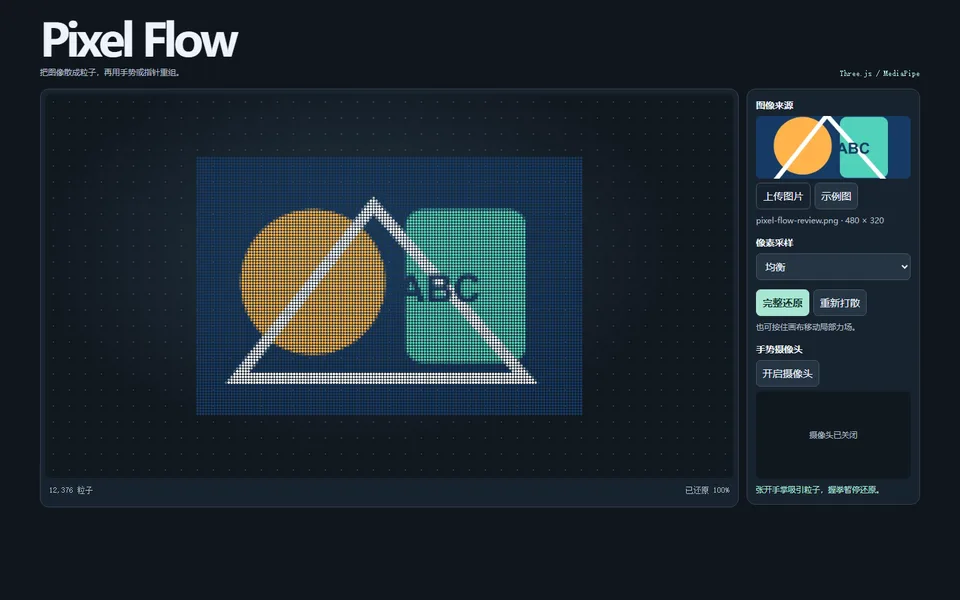 Pixel Flow
把图像散成粒子，再用手势或指针重组。
Three.js / MediaPipe
图像来源
ABC
上传图片
示例图
pixel-flow-review.png · 480 × 320
像素采样
均衡
完整还原
重新打散
也可按住画布移动局部力场。
手势摄像头
开启摄像头
摄像头已关闭
张开手掌吸引粒子，握拳暂停还原。
ABC
12,376 粒子
已还原 100%